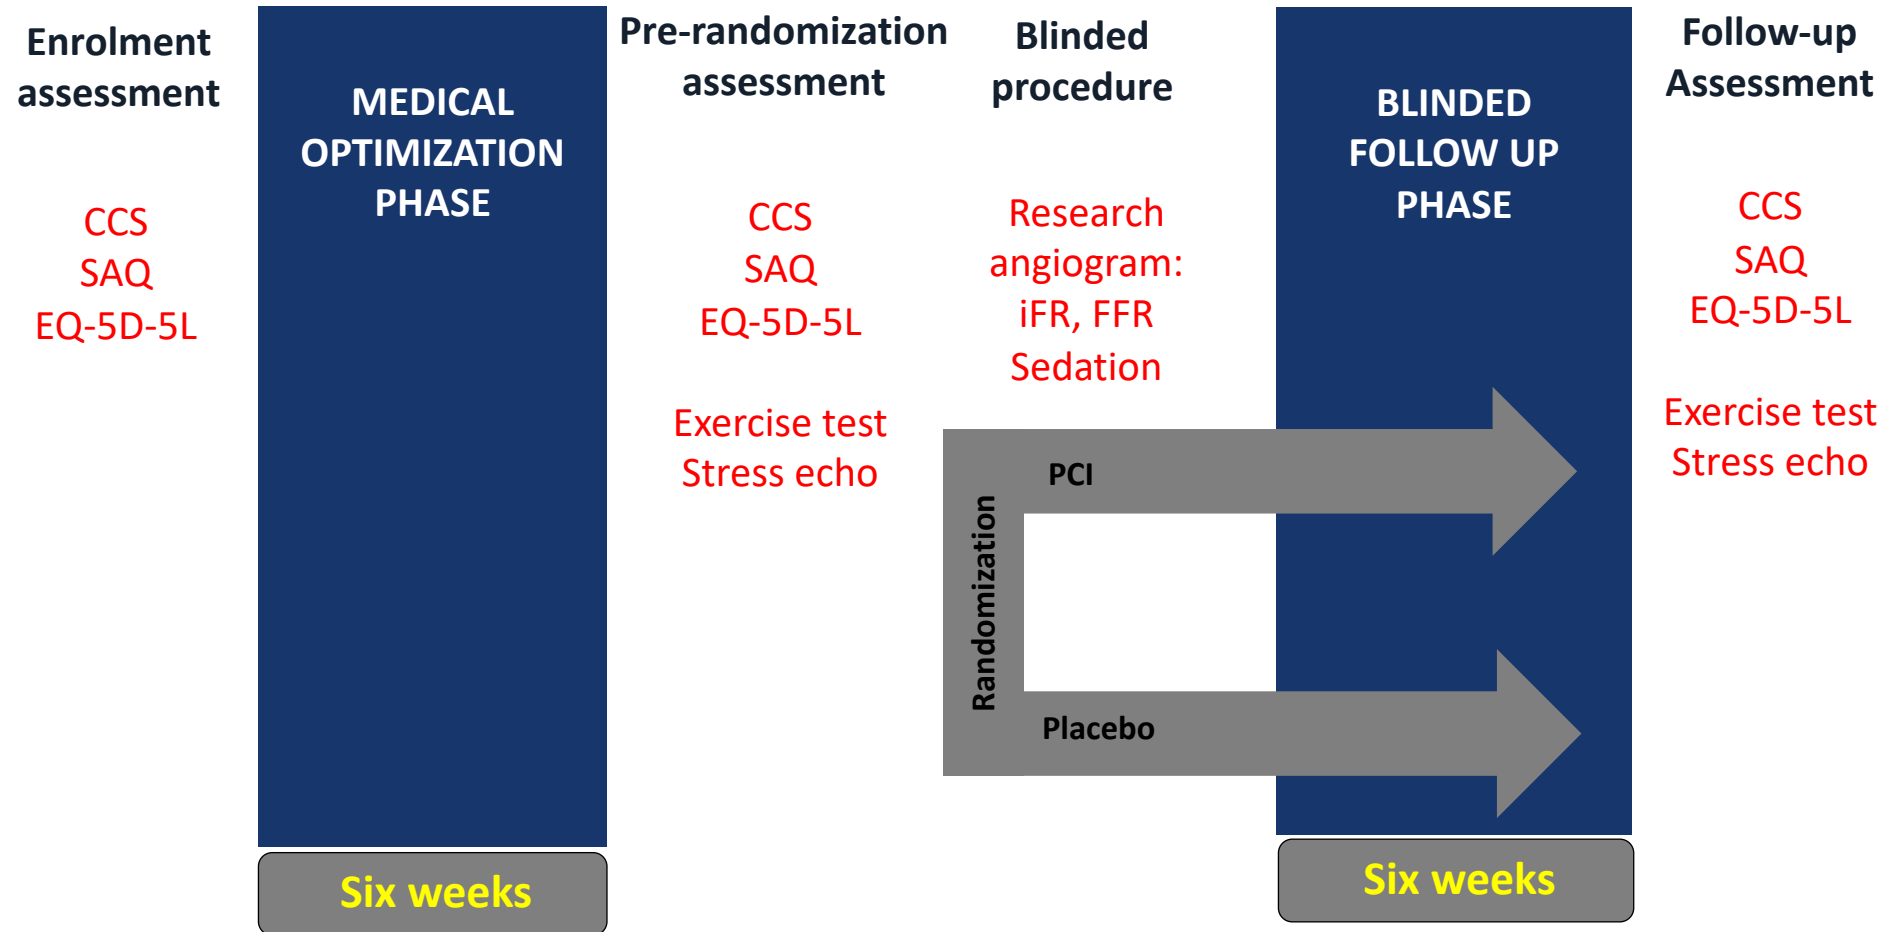 Enrolment
assessment
CCS
SAQ
EQ-5D-5L
MEDICAL
OPTIMIZATION
PHASE
Six weeks
Pre-randomization
assessment
CCS
SAQ
EQ-5D-5L
Exercise test
Stress echo
Blinded
procedure
Research
angiogram:
iFR, FFR
Sedation
Randomization
PCI
Placebo
BLINDED
FOLLOW UP
PHASE
Six weeks
Follow-up
Assessment
CCS
SAQ
EQ-5D-5L
Exercise test
Stress echo